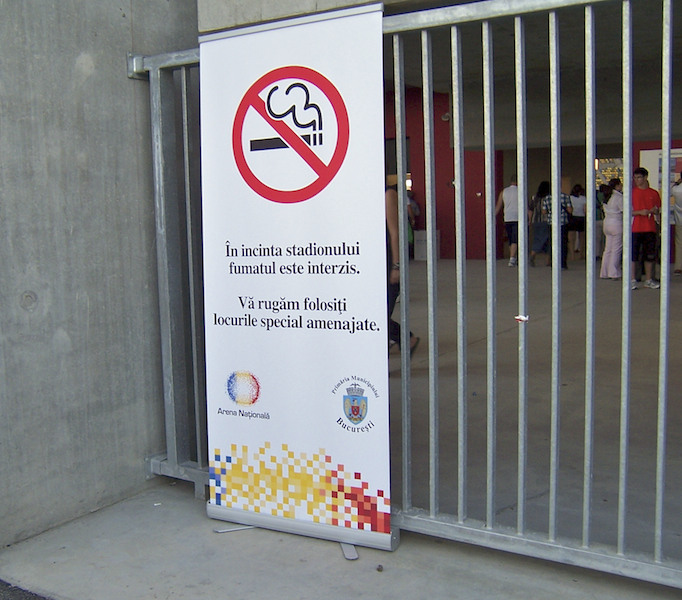 În incinta stadionului
fumatul este interzis.
Vă rugăm folosiți
locurile special amenajate.
Arena Națională
Primăria Municipiului
București